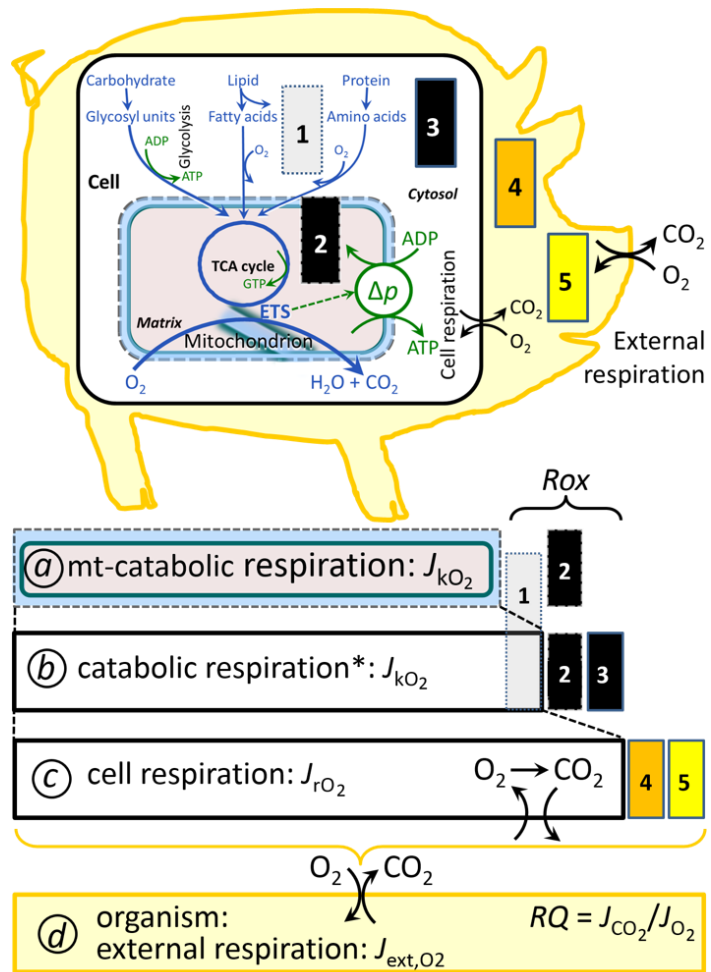 Carbohydrate
Lipid
Protein
Glycosyl units
Fatty acids
Amino acids
1
3
Glycolysis
ADP
ATP
O2
O2
Cell
Cytosol
4
2
ADP
TCA cycle
GTP
Δp
5
CO2
O2
ETS
Matrix
Mitochondrion
ATP
Cell respiration
CO2
O2
External
respiration
O2
H2O + CO2
Rox
a mt-catabolic respiration: JkO2
2
1
b catabolic respiration*: JkO2
2
3
c cell respiration: JrO2
O2 → CO2
4
5
O2 CO2
d organism:
external respiration: Jext,O2
RQ = JCO2/JO2